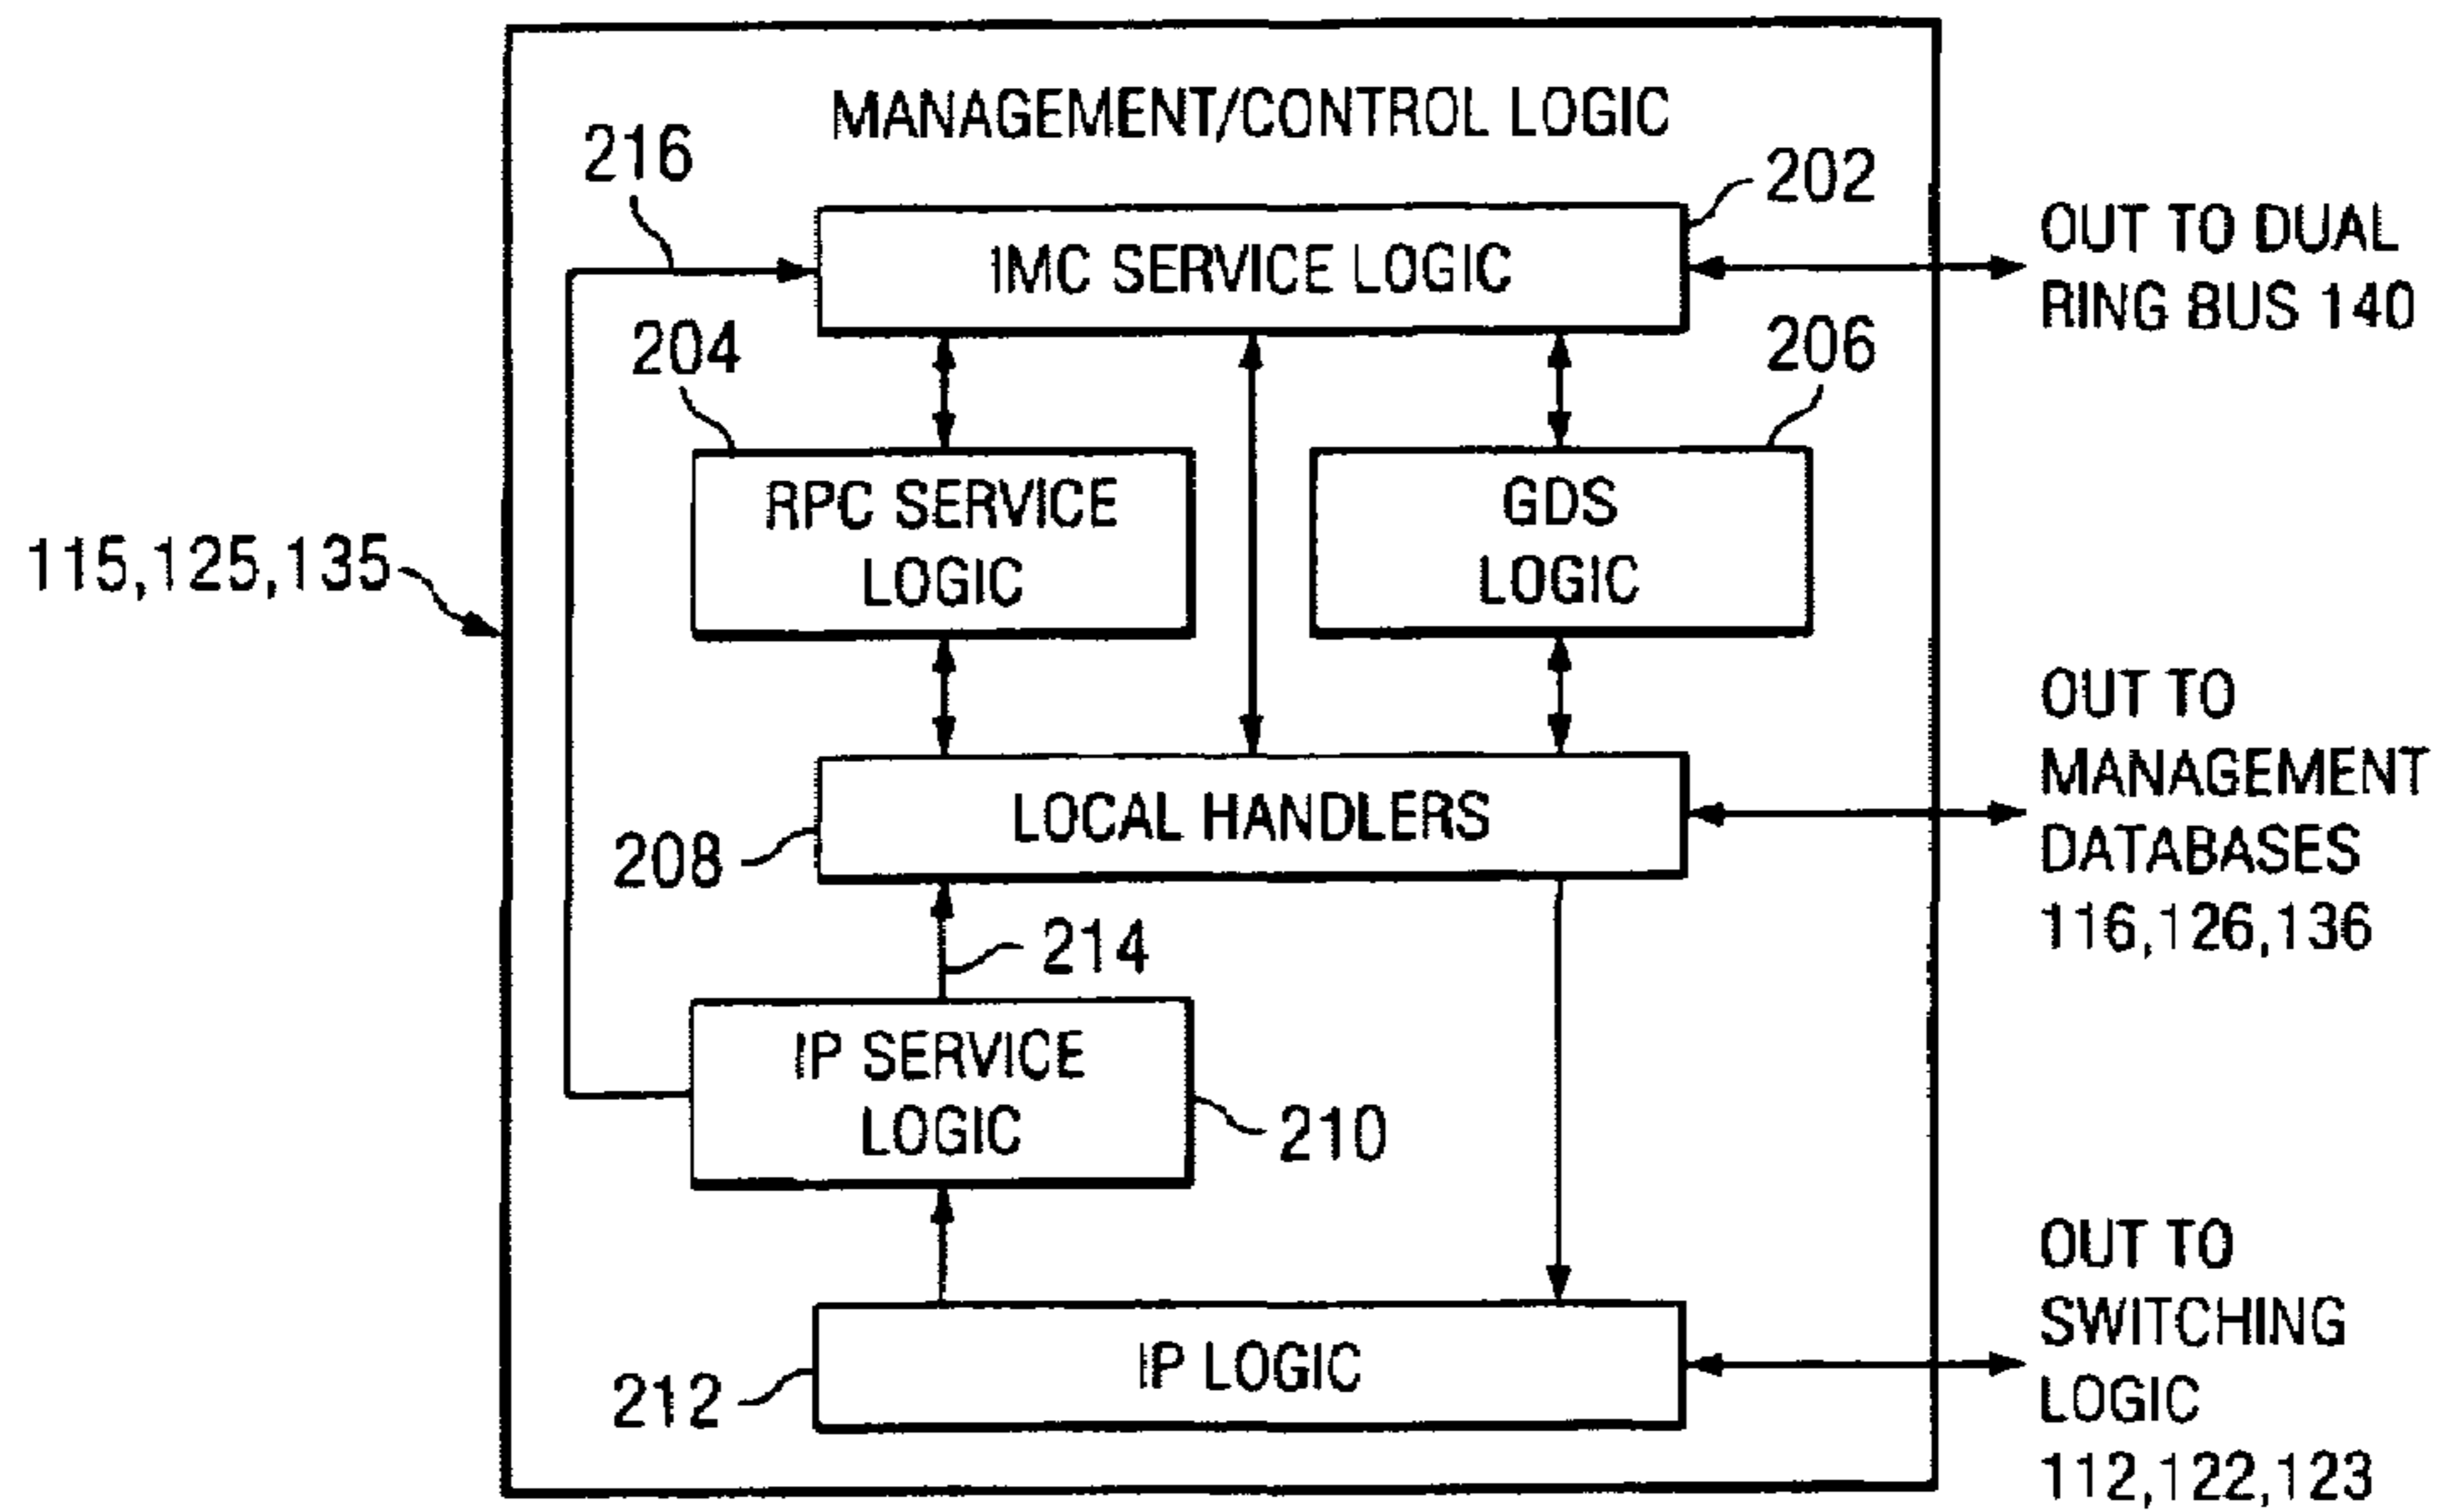 MANAGEMENT/CONTROL LOGIC
216
202
IMC SERVICE LOGIC
OUT TO DUAL
RING BUS 140
204
206
RPC SERVICE
LOGIC
GDS
LOGIC
115,125,135
OUT TO
MANAGEMENT
DATABASES
116,126,136
LOCAL HANDLERS
208
214
IP SERVICE
LOGIC
210
OUT TO
SWITCHING
LOGIC
112,122,123
IP LOGIC
212